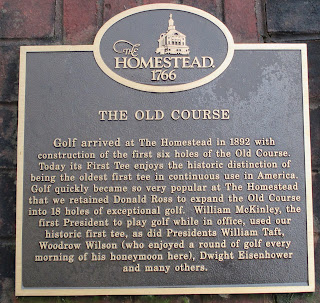 The
HOMESTEAD
1766
THE OLD COURSE
Golf arrived at The Homestead in 1892 with
construction of the first six holes of the Old Course.
Today its First Tee enjoys the historic distinction of
being the oldest first tee in continuous use in America.
Golf quickly became so very popular at The Homestead
that we retained Donald Ross to expand the Old Course
into 18 holes of exceptional golf. William McKinley, the
first President to play golf while in office, used our
historic first tee, as did Presidents William Taft,
Woodrow Wilson (who enjoyed a round of golf every
morning of his honeymoon here), Dwight Eisenhower
and many others.